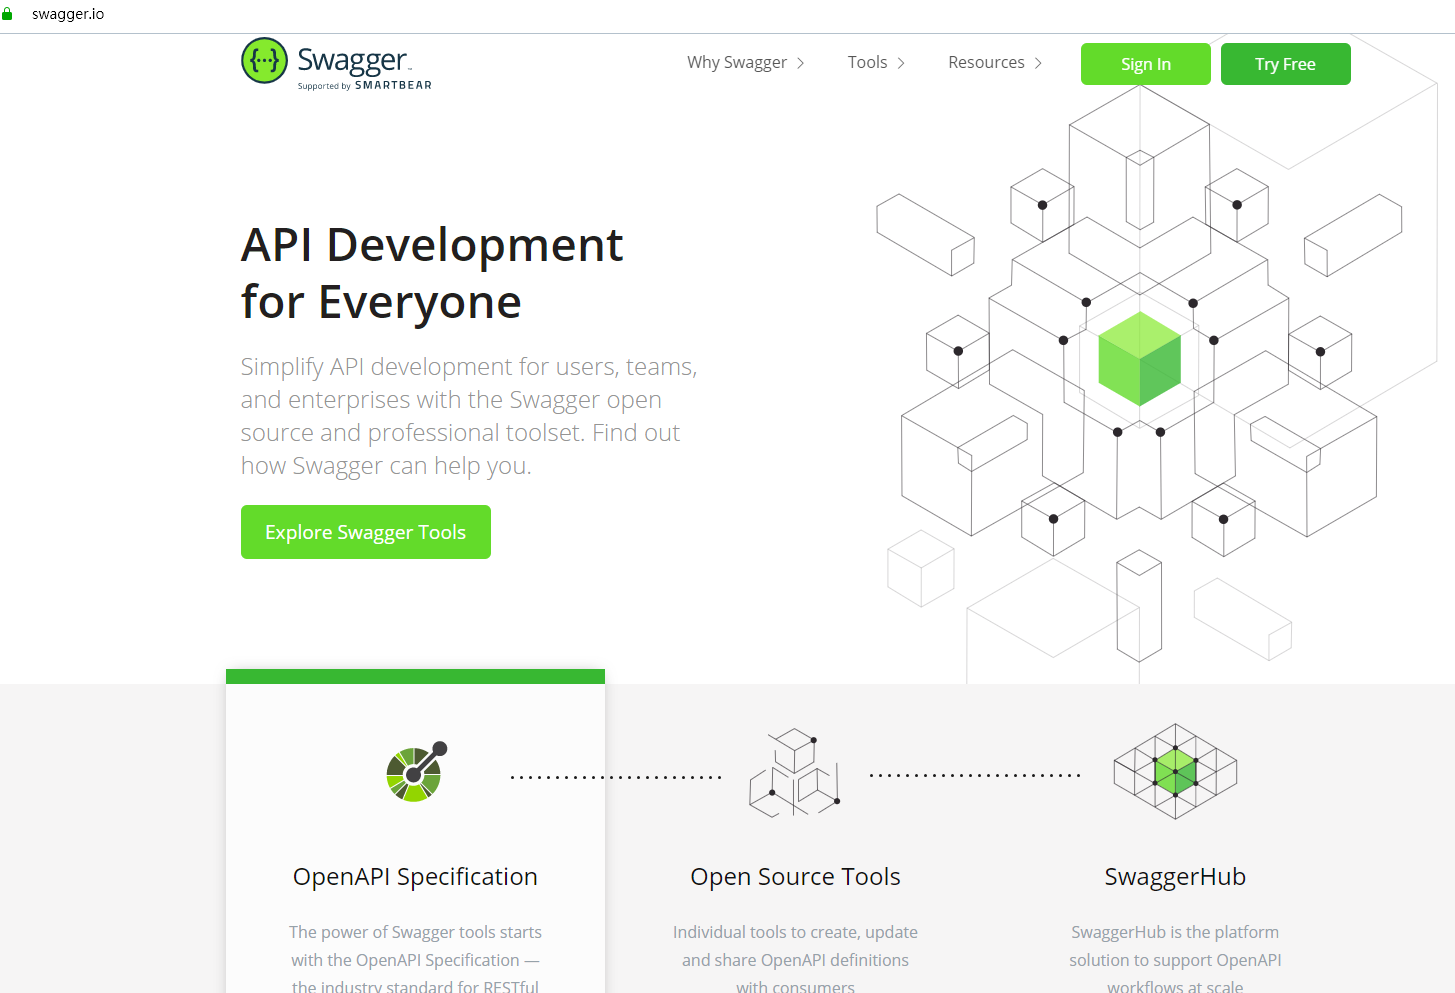 swagger.io
{···} Swagger™
Supported by SMARTBEAR
Why Swagger
Tools
Resources
Sign In
Try Free
API Development
for Everyone
Simplify API development for users, teams,
and enterprises with the Swagger open
source and professional toolset. Find out
how Swagger can help you.
Explore Swagger Tools
OpenAPI Specification
The power of Swagger tools starts
with the OpenAPI Specification —
the industry standard for RESTful
Open Source Tools
Individual tools to create, update
and share OpenAPI definitions
with consumers
SwaggerHub
SwaggerHub is the platform
solution to support OpenAPI
workflows at scale